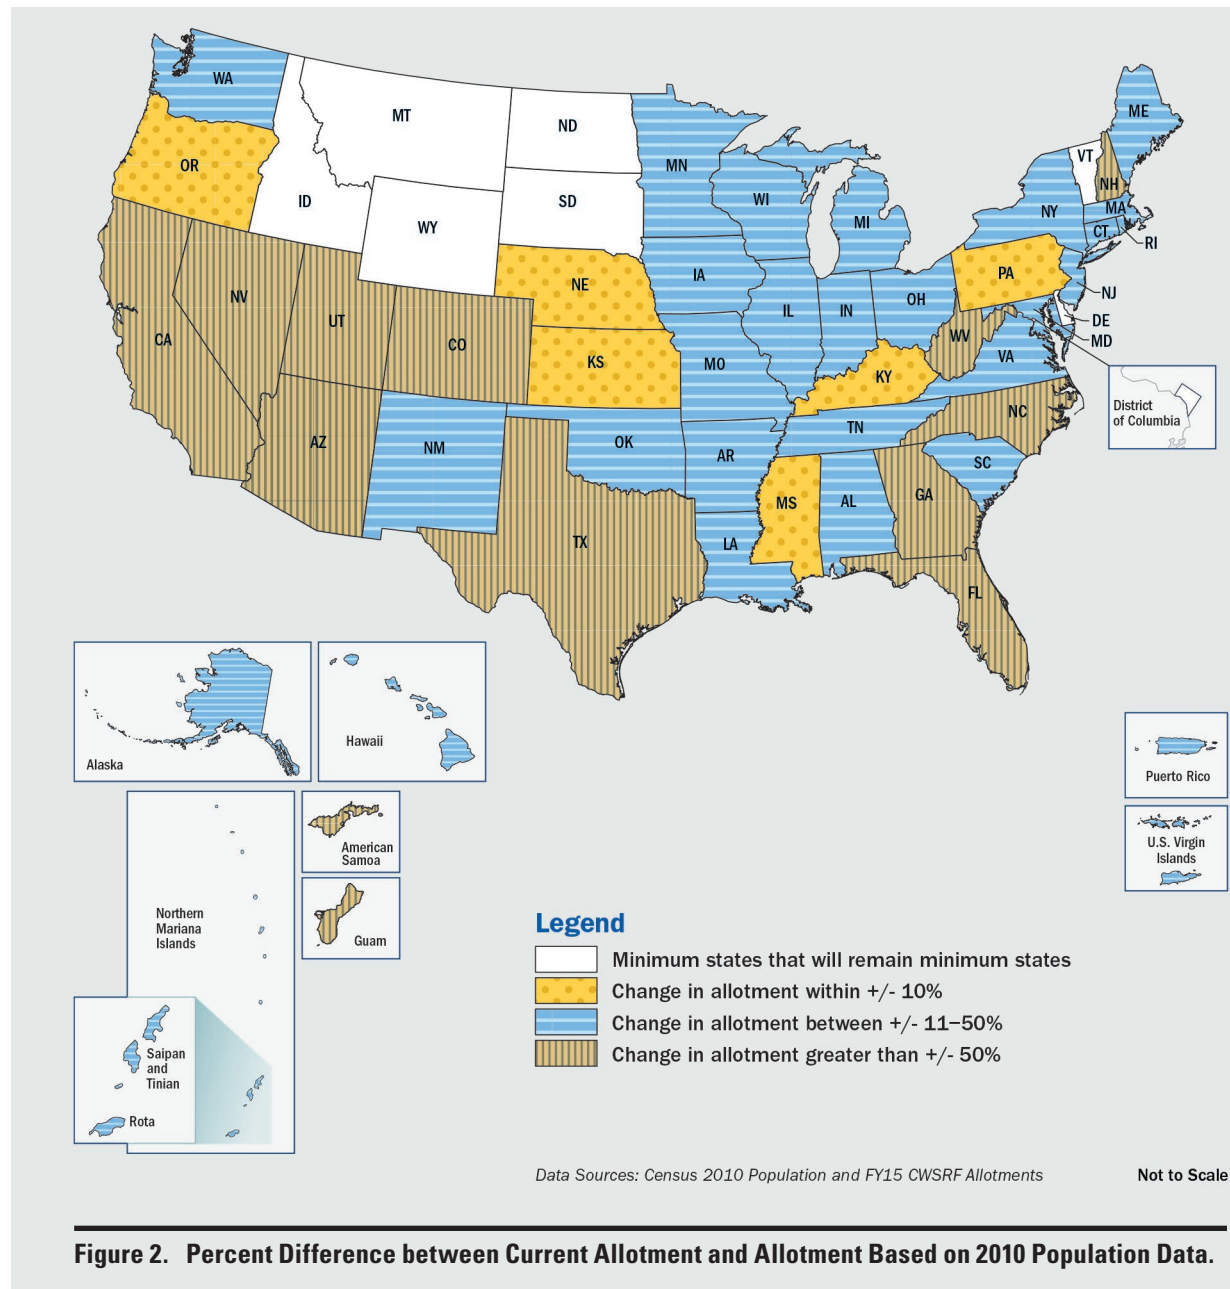 WA
MT
ND
MN
ME
OR
ID
SD
WI
VT
NH
WY
MI
NY
MA
CT
RI
NE
IA
PA
NV
UT
CO
IL
IN
OH
NJ
CA
KS
MO
WV
DE
MD
VA
KY
AZ
NM
OK
AR
TN
NC
SC
District
of Columbia
TX
LA
MS
AL
GA
FL
Alaska
Hawaii
Puerto Rico
U.S. Virgin
Islands
American
Samoa
Guam
Northern
Mariana
Islands
Saipan
and
Tinian
Rota
Legend
Minimum states that will remain minimum states
Change in allotment within +/- 10%
Change in allotment between +/- 11–50%
Change in allotment greater than +/- 50%
Data Sources: Census 2010 Population and FY15 CWSRF Allotments
Not to Scale
Figure 2. Percent Difference between Current Allotment and Allotment Based on 2010 Population Data.